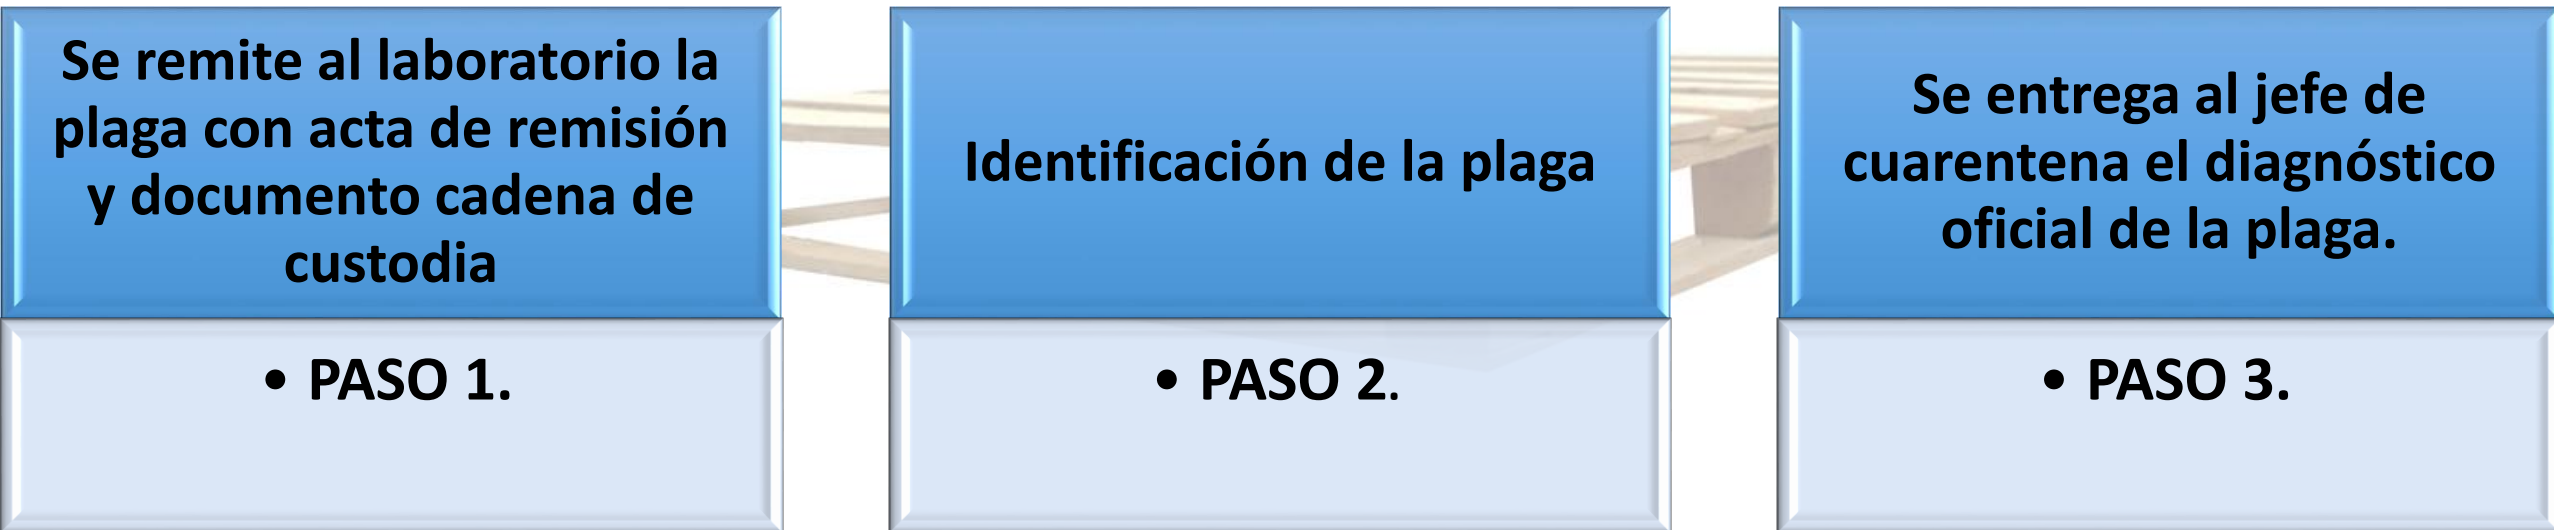 Se remite al laboratorio la
plaga con acta de remisión
y documento cadena de
custodia
• PASO 1.
Identificación de la plaga
• PASO 2.
Se entrega al jefe de
cuarentena el diagnóstico
oficial de la plaga.
• PASO 3.